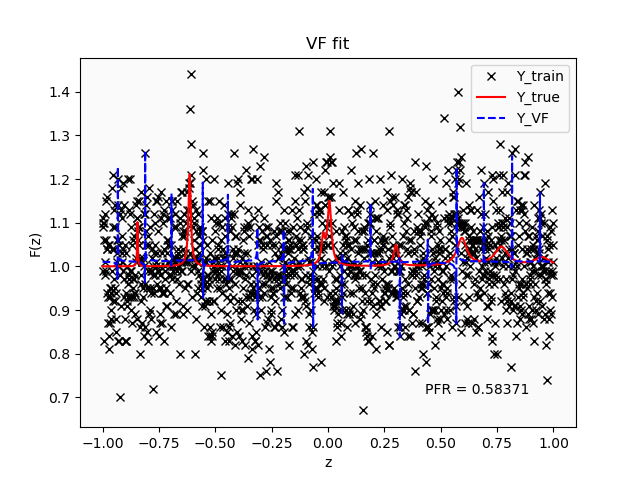 VF fit
Y_train
Y_true
Y_VF
F(z)
1.4
1.3
1.2
1.1
1.0
0.9
0.8
0.7
PFR = 0.58371
−1.00 −0.75 −0.50 −0.25 0.00 0.25 0.50 0.75 1.00
z